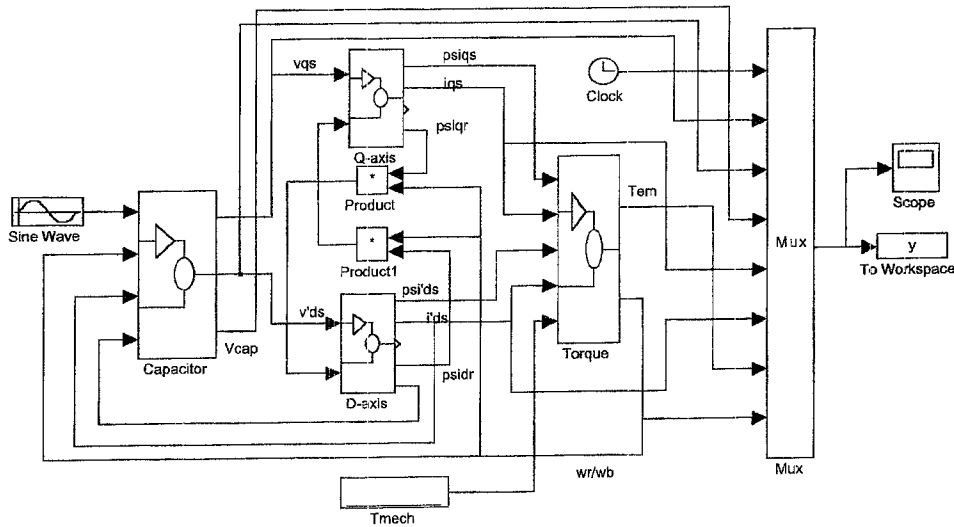 vqs
psiqs
iqs
Clock
psiqr
Q-axis
*
Product
Tem
Scope
Sine Wave
*
Product1
Mux
y
To Workspace
psi'ds
v'ds
i'ds
Vcap
Torque
Capacitor
psidr
D-axis
wr/wb
Mux
Tmech